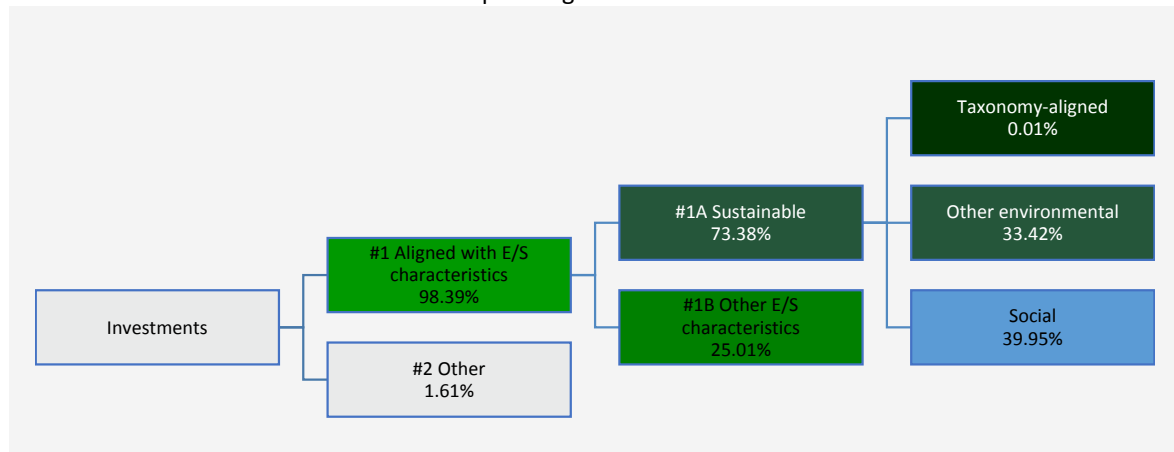 Taxonomy-aligned
0.01%
#1A Sustainable
73.38%
Other environmental
33.42%
#1 Aligned with E/S
characteristics
98.39%
#1B Other E/S
characteristics
25.01%
Social
39.95%
Investments
#2 Other
1.61%